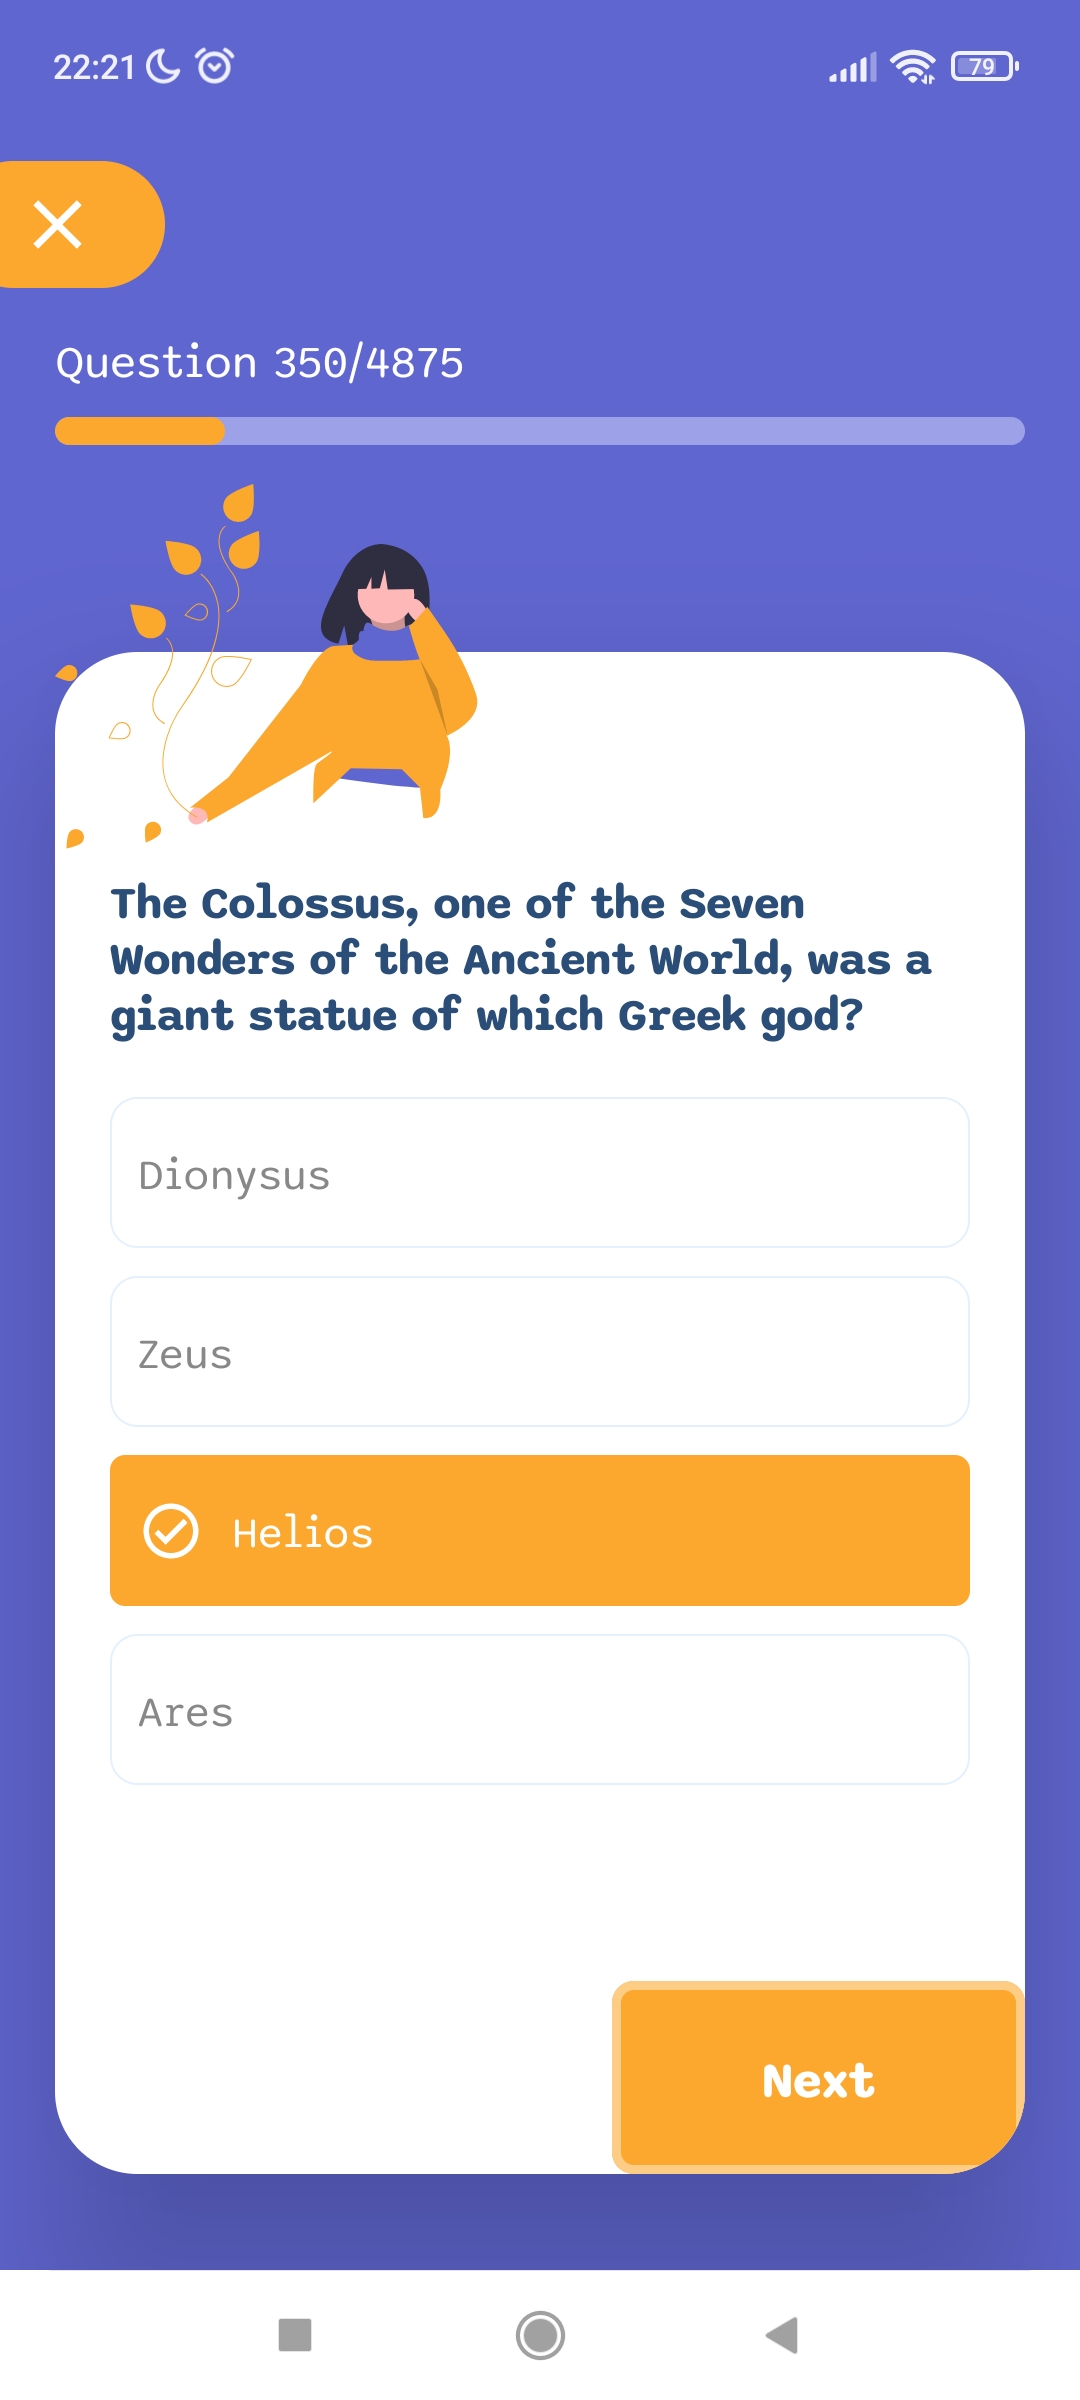 22:21
79
Question 350/4875
The Colossus, one of the Seven
Wonders of the Ancient World, was a
giant statue of which Greek god?
Dionysus
Zeus
Helios
Ares
Next